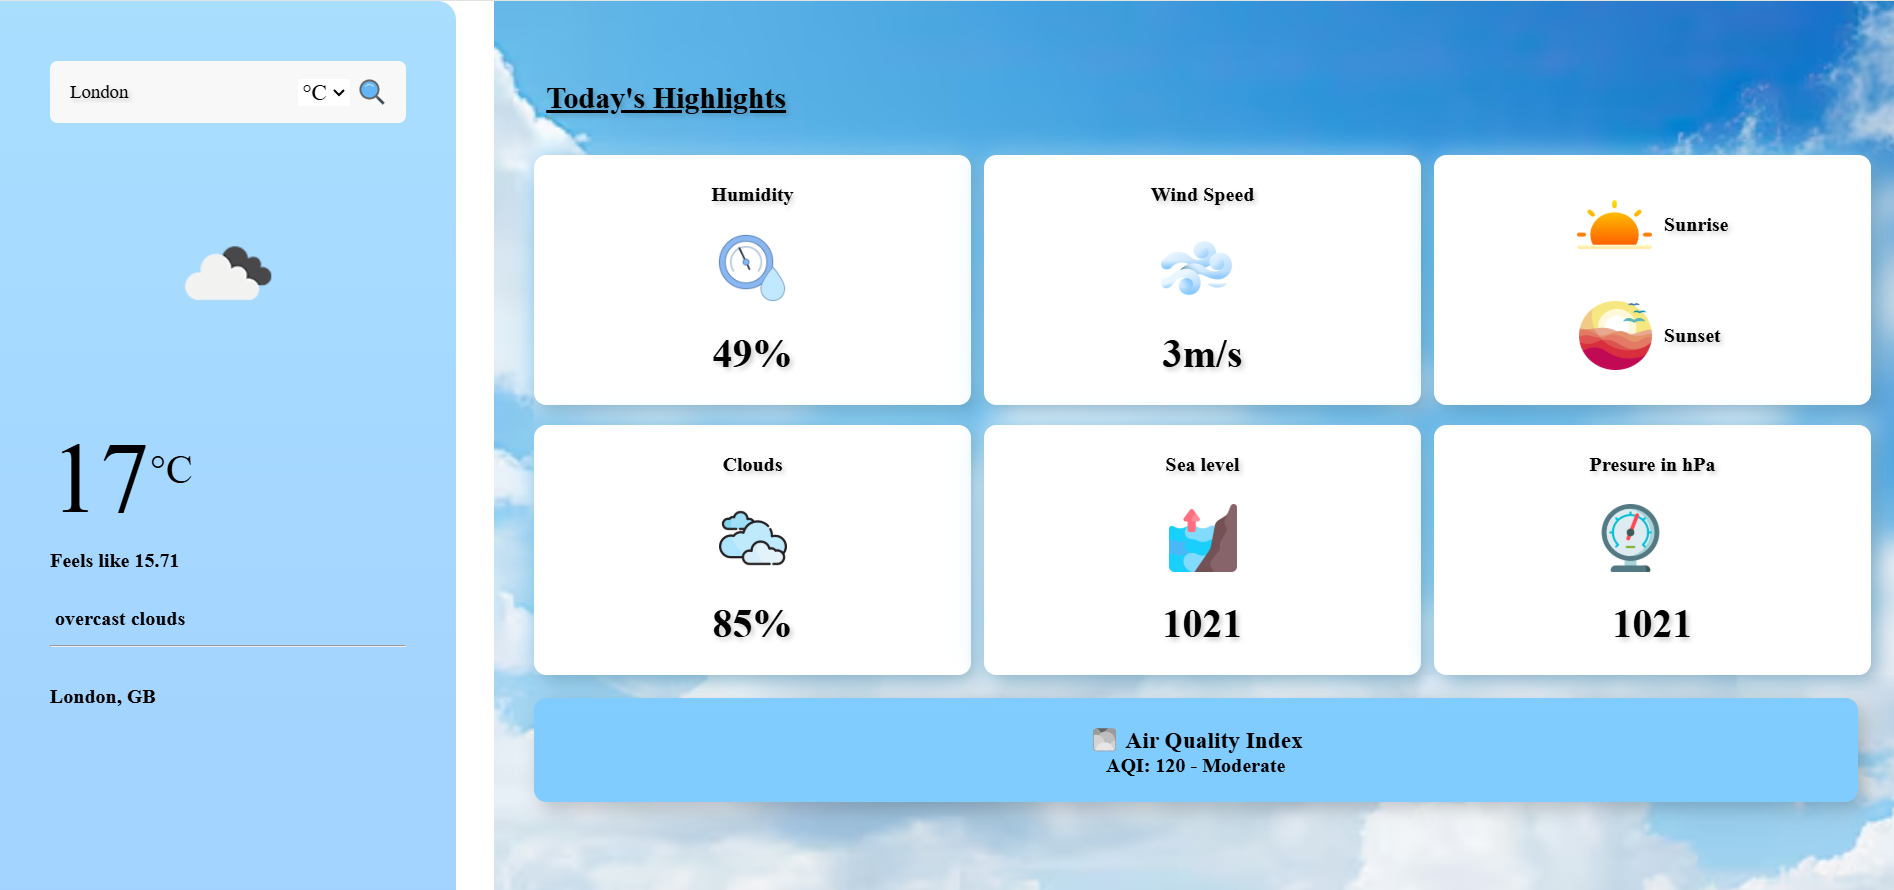 London
°C
17°C
Feels like 15.71
overcast clouds
London, GB
Today's Highlights
Humidity
49%
Wind Speed
3m/s
Sunrise
Sunset
Clouds
85%
Sea level
1021
Presure in hPa
1021
Air Quality Index
AQI: 120 - Moderate